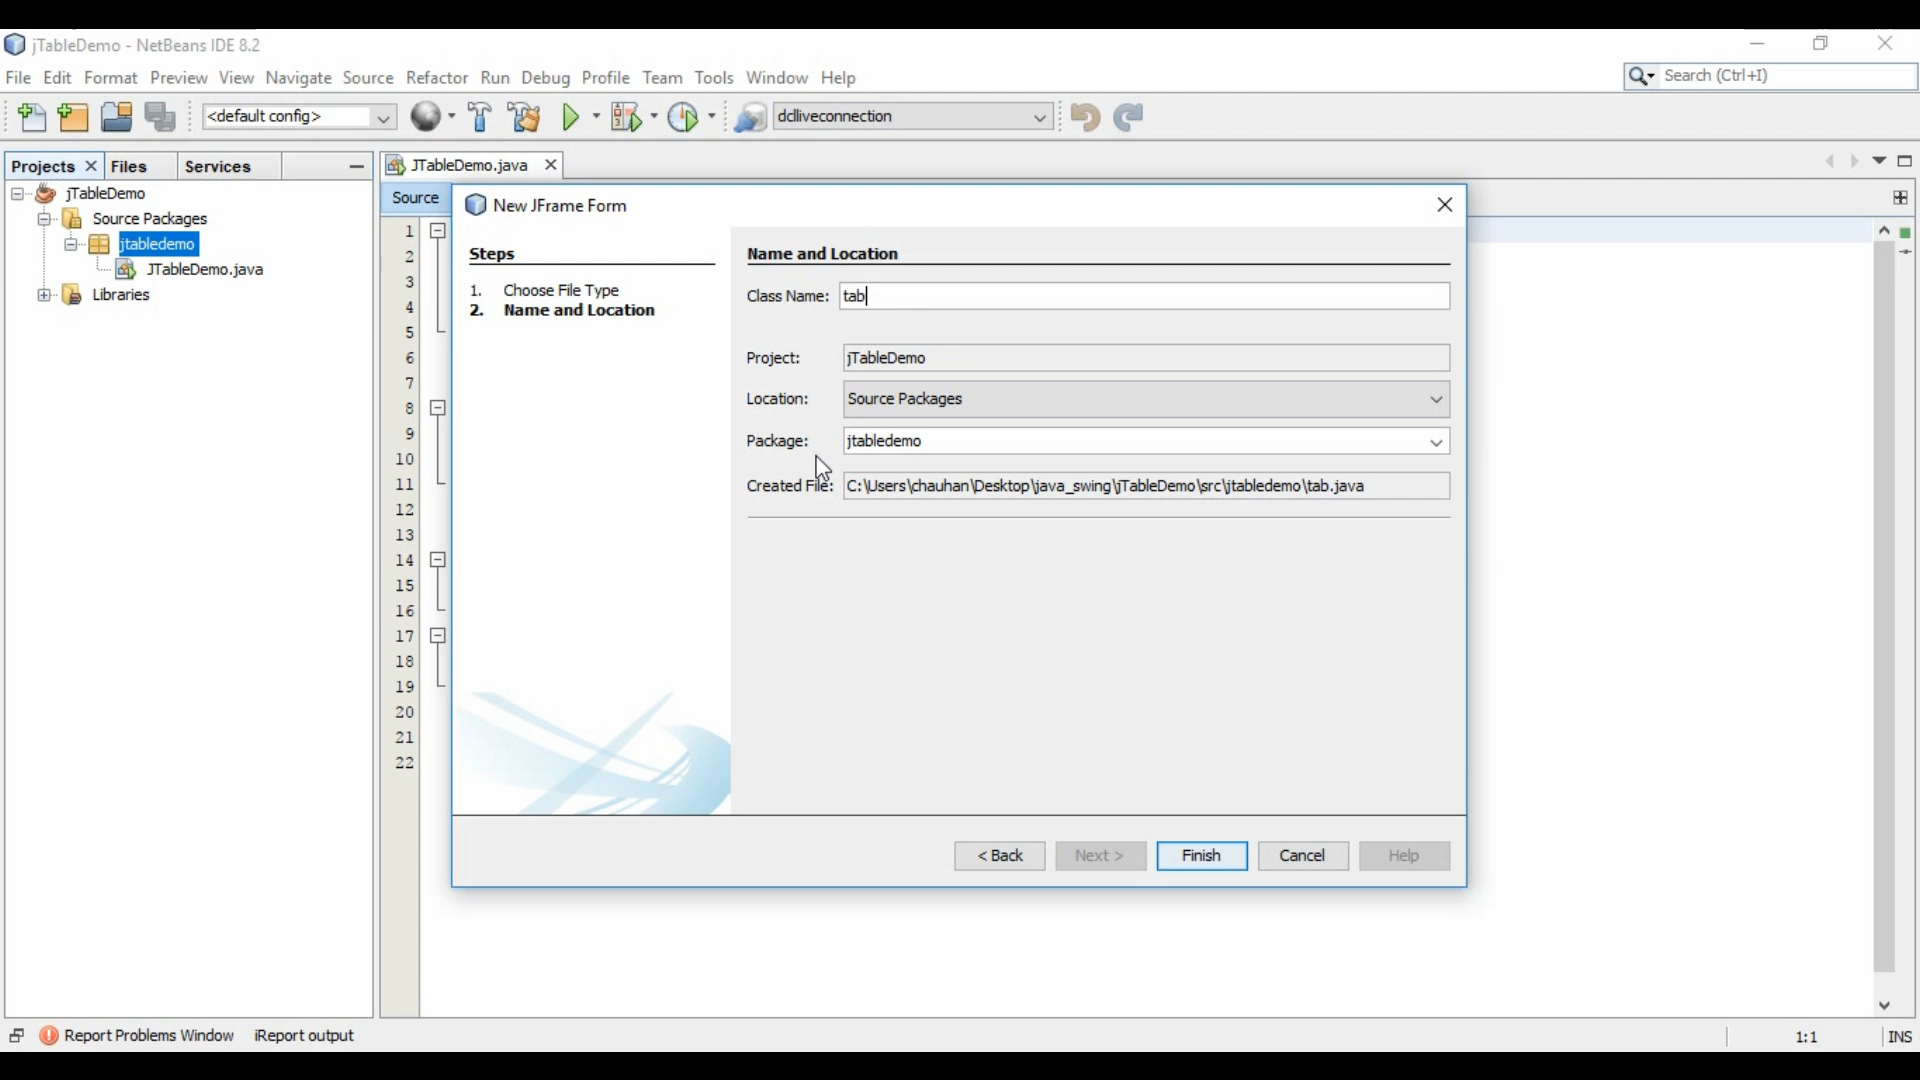 jTableDemo - NetBeans IDE 8.2
File Edit Format Preview View Navigate Source Refactor Run Debug Profile Team Tools Window Help
Search (Ctrl+I)
<default config>
dclliveconnection
Projects Files Services
JTableDemo.java
jTableDemo
Source Packages
jtabledemo
JTableDemo.java
Libraries
Source
1
2
3
4
5
6
7
8
9
10
11
12
13
14
15
16
17
18
19
20
21
22
New JFrame Form
Steps
1. Choose File Type
2. Name and Location
Name and Location
Class Name: tab
Project: jTableDemo
Location: Source Packages
Package: jtabledemo
Created File: C:\Users\chauhan\Desktop\java_swing\jTableDemo\src\jtabledemo\tab.java
< Back Next > Finish Cancel Help
Report Problems Window iReport output
1:1 INS